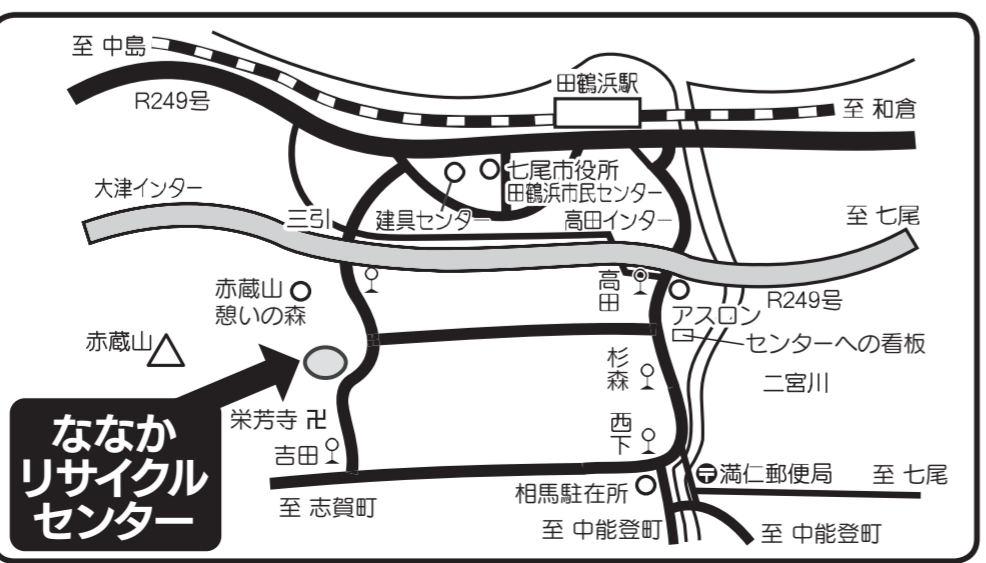 至 中島
田鶴浜駅
R249号
至 和倉
七尾市役所
田鶴浜市民センター
大津インター
三引
建具センター
高田インター
至 七尾
赤蔵山
憩いの森
高田
R249号
アスロン
赤蔵山
センターへの看板
杉森
二宮川
ななか
リサイクル
センター
栄芳寺 卍
西下
吉田
〒満仁郵便局
至 七尾
相馬駐在所
至 志賀町
至 中能登町
至 中能登町